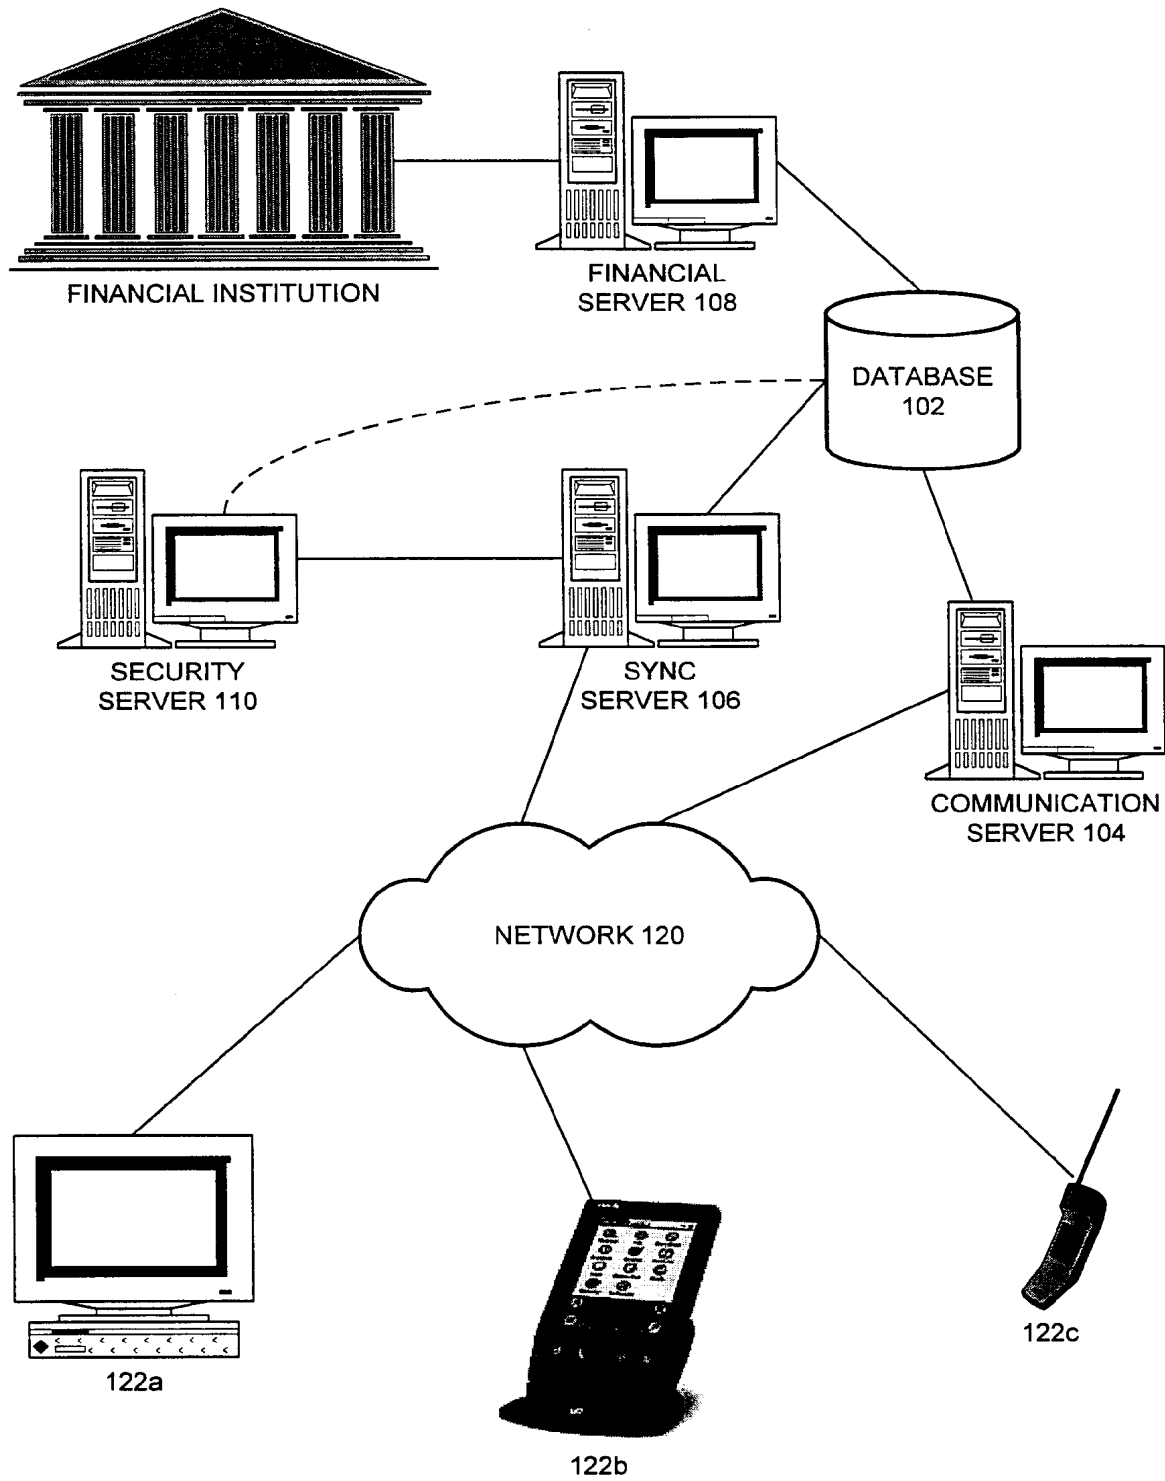 FINANCIAL INSTITUTION
FINANCIAL
SERVER 108
DATABASE
102
SECURITY
SERVER 110
SYNC
SERVER 106
COMMUNICATION
SERVER 104
NETWORK 120
122a
122b
122c